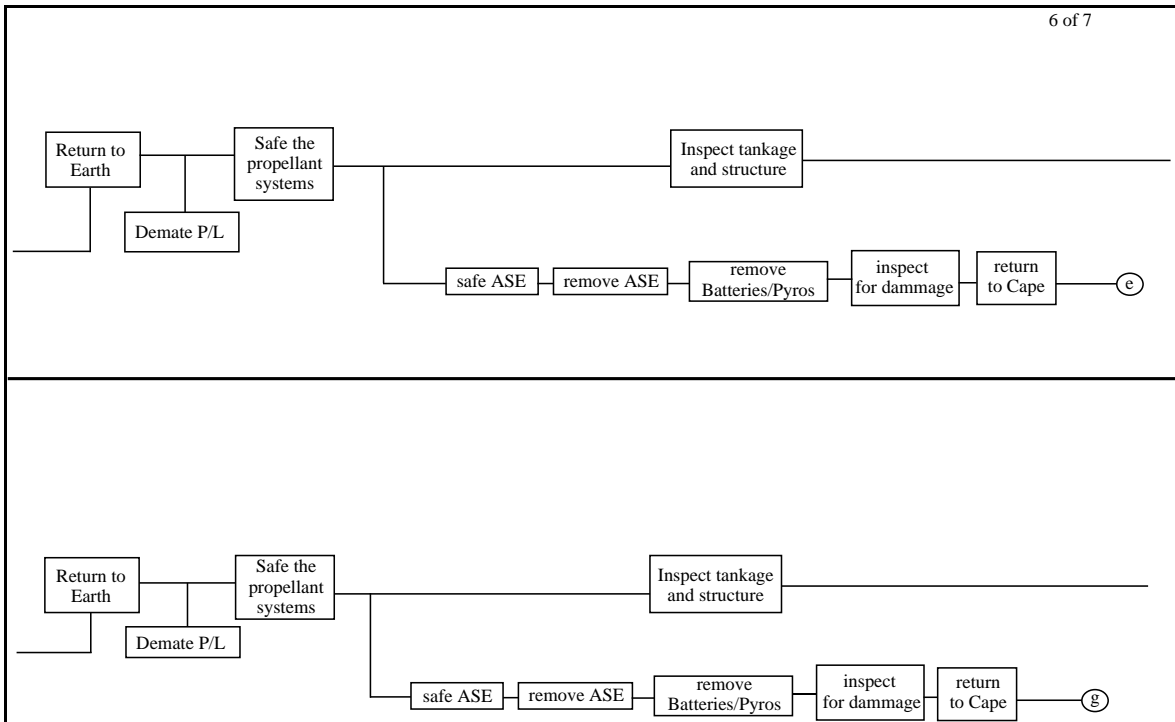 6 of 7
Return to
Earth
Safe the
propellant
systems
Inspect tankage
and structure
Demate P/L
safe ASE
remove ASE
remove
Batteries/Pyros
inspect
for dammage
return
to Cape
e
Return to
Earth
Safe the
propellant
systems
Inspect tankage
and structure
Demate P/L
safe ASE
remove ASE
remove
Batteries/Pyros
inspect
for dammage
return
to Cape
g